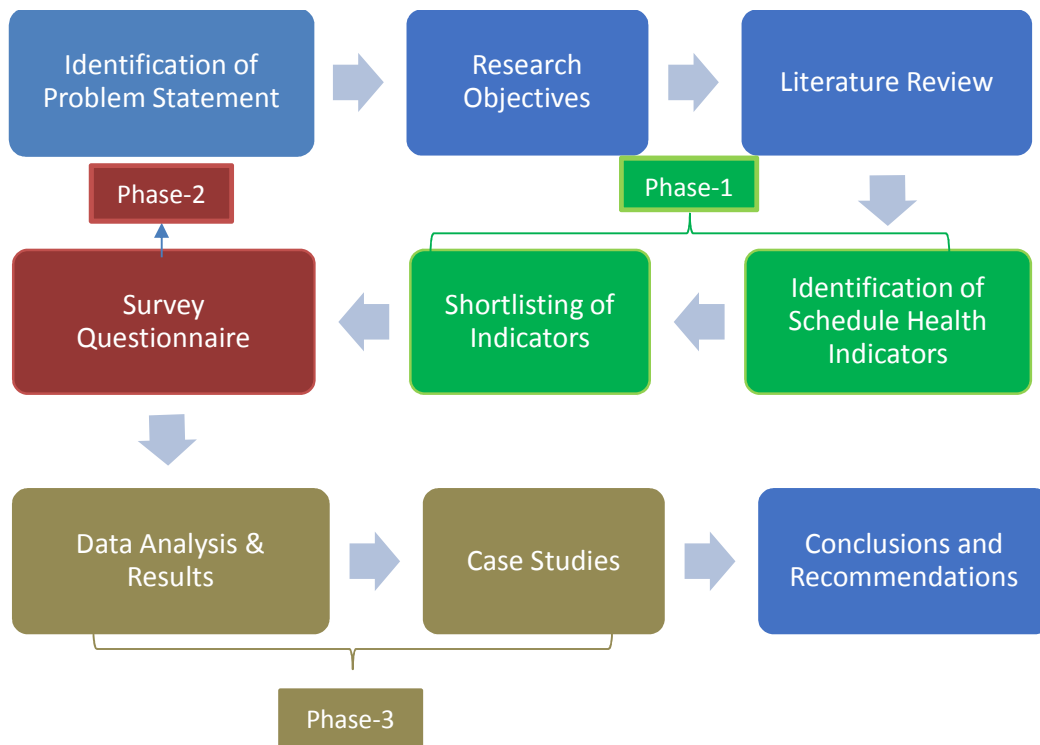 Identification of
Problem Statement
Research
Objectives
Literature Review
Phase-2
Phase-1
Survey
Questionnaire
Shortlisting of
Indicators
Identification of
Schedule Health
Indicators
Data Analysis &
Results
Case Studies
Conclusions and
Recommendations
Phase-3